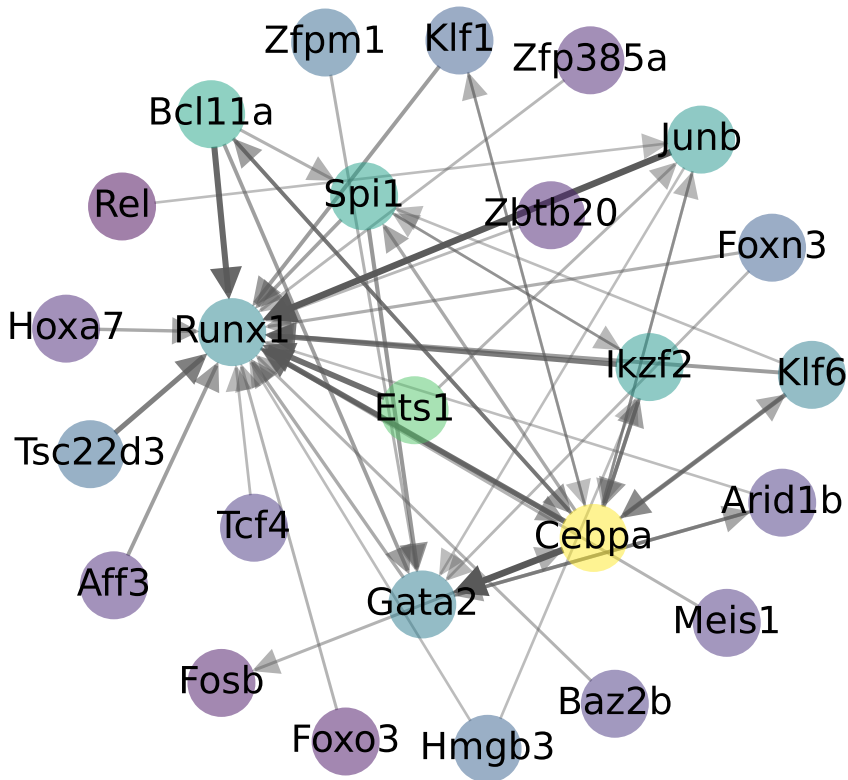 Zfpm1
Klf1
Zfp385a
Bcl11a
Junb
Rel
Spi1
Zbtb20
Foxn3
Hoxa7
Runx1
Ikzf2
Klf6
Ets1
Tsc22d3
Arid1b
Tcf4
Cebpa
Aff3
Gata2
Meis1
Fosb
Baz2b
Foxo3
Hmgb3